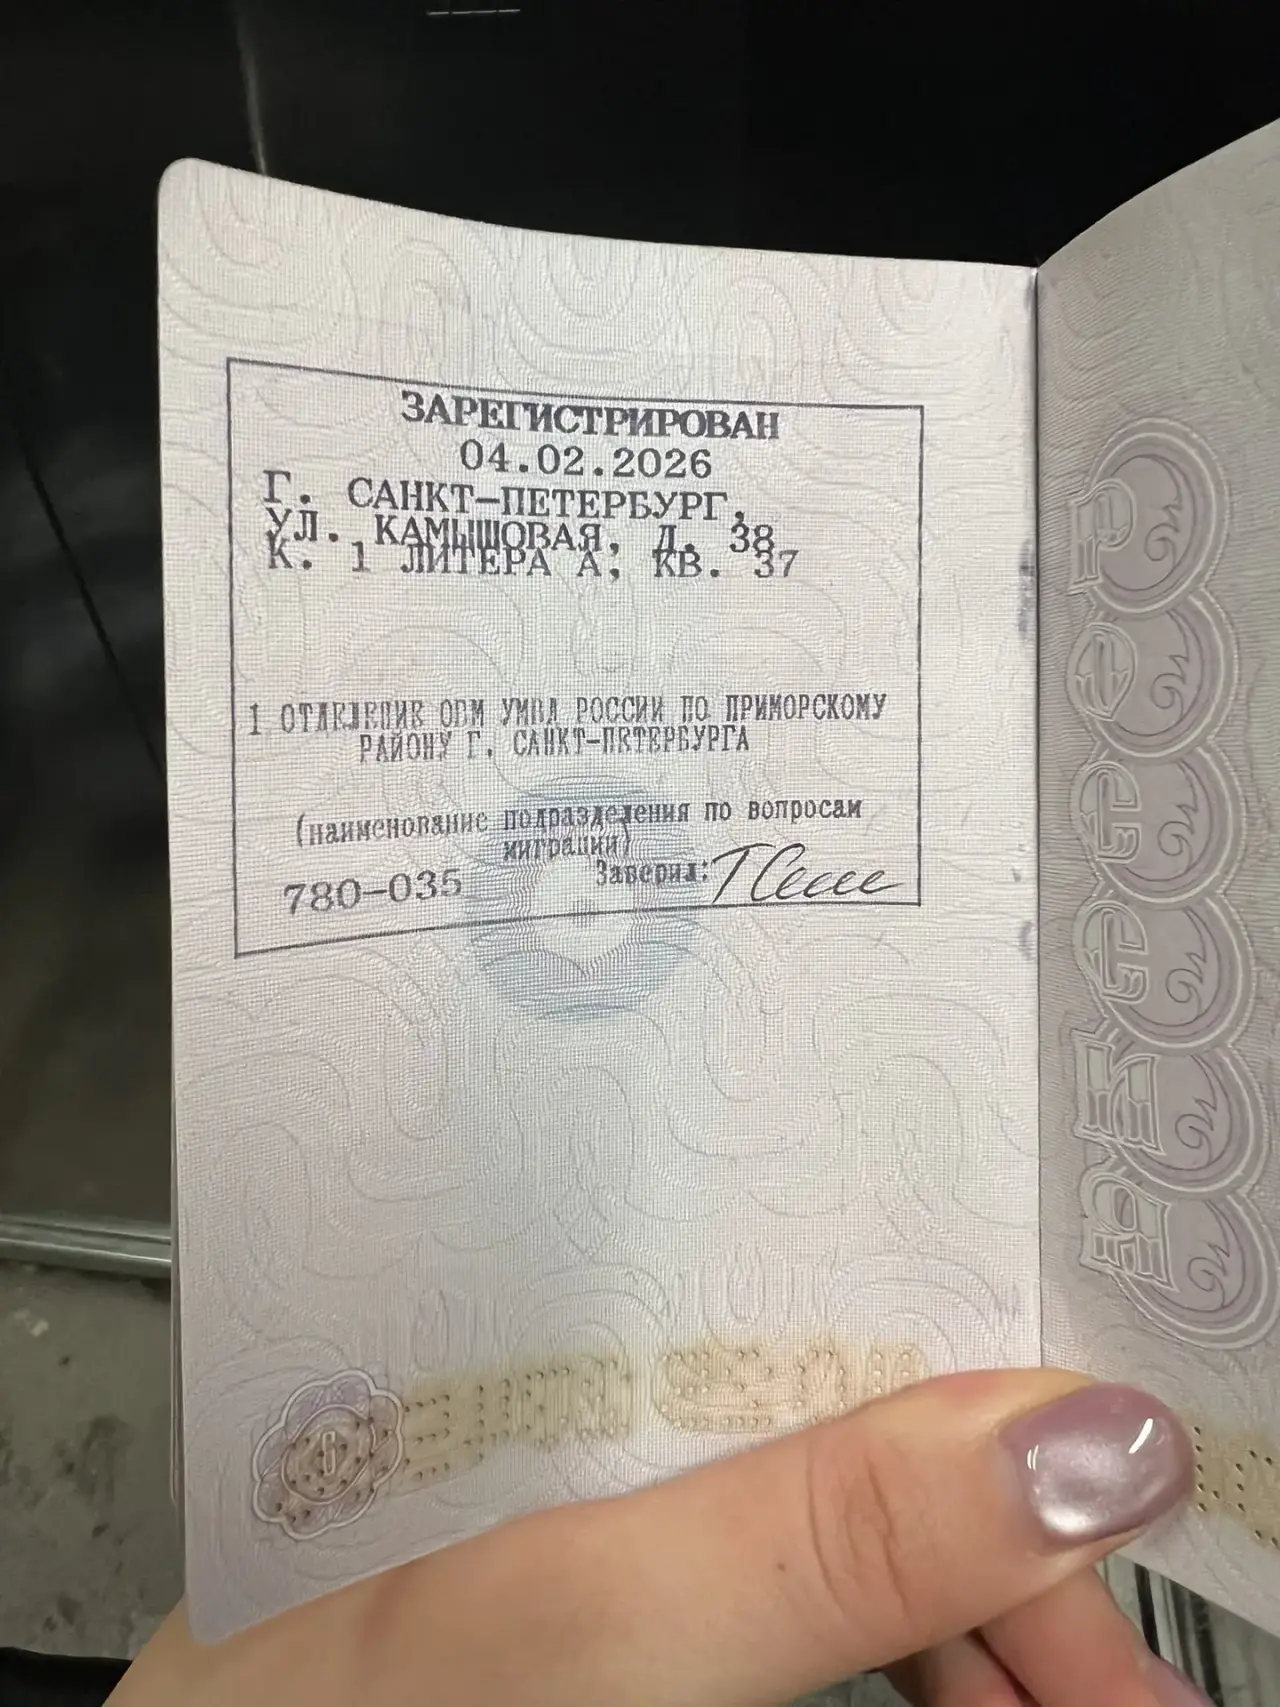 ЗАРЕГИСТРИРОВАН
04.02.2026
Г. САНКТ-ПЕТЕРБУРГ,
УЛ. КАМЫШОВАЯ, Д. 38
К. 1 ЛИТЕРА А, КВ. 37
1 ОТДЕЛЕНИЕ ОВМ УМВД РОССИИ ПО ПРИМОРСКОМУ
РАЙОНУ Г. САНКТ-ПЕТЕРБУРГА
(наименование подразделения по вопросам
миграции)
780-035
Заверил:
6